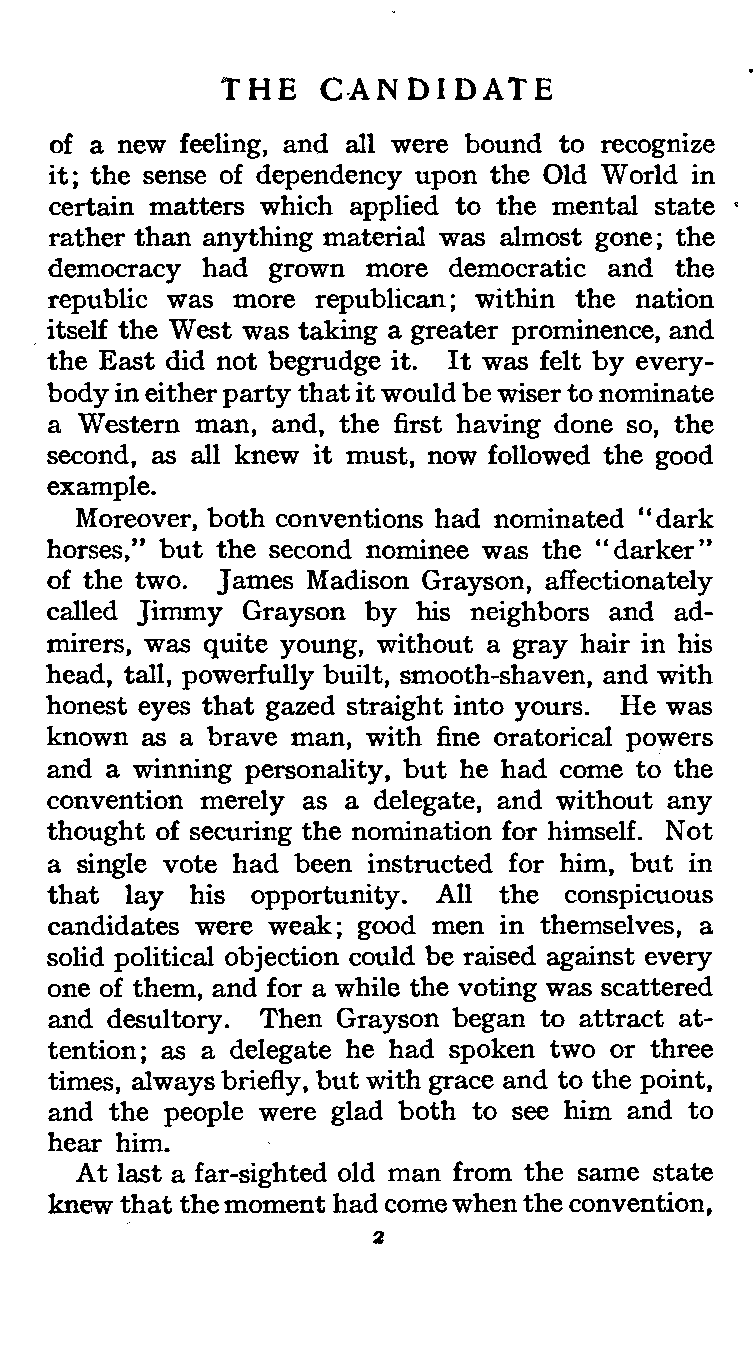 THE CANDIDATE
of a new feeling, and all were bound to recognize
it; the sense of dependency upon the Old World in
certain matters which applied to the mental state
rather than anything material was almost gone; the
democracy had grown more democratic and the
republic was more republican; within the nation
itself the West was taking a greater prominence, and
the East did not begrudge it. It was felt by every-
body in either party that it would be wiser to nominate
a Western man, and, the first having done so, the
second, as all knew it must, now followed the good
example.
Moreover, both conventions had nominated "dark
horses," but the second nominee was the "darker"
of the two. James Madison Grayson, affectionately
called Jimmy Grayson by his neighbors and ad-
mirers, was quite young, without a gray hair in his
head, tall, powerfully built, smooth-shaven, and with
honest eyes that gazed straight into yours. He was
known as a brave man, with fine oratorical powers
and a winning personality, but he had come to the
convention merely as a delegate, and without any
thought of securing the nomination for himself. Not
a single vote had been instructed for him, but in
that lay his opportunity. All the conspicuous
candidates were weak; good men in themselves, a
solid political objection could be raised against every
one of them, and for a while the voting was scattered
and desultory. Then Grayson began to attract at-
tention; as a delegate he had spoken two or three
times, always briefly, but with grace and to the point,
and the people were glad both to see him and to
hear him.
At last a far-sighted old man from the same state
knew that the moment had come when the convention,
2